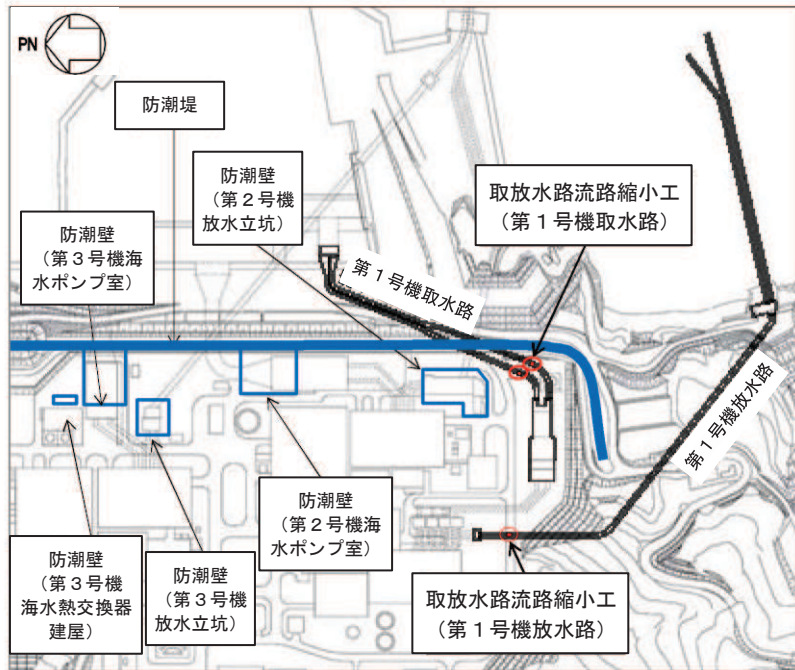 PN
防潮堤
防潮壁
（第２号機
放水立坑）
取放水路流路縮小工
（第１号機取水路）
防潮壁
（第３号機海
水ポンプ室）
第１号機取水路
第１号機放水路
防潮壁
（第２号機海
水ポンプ室）
防潮壁
（第３号機
海水熱交換器
建屋）
防潮壁
（第３号機
放水立坑）
取放水路流路縮小工
（第１号機放水路）